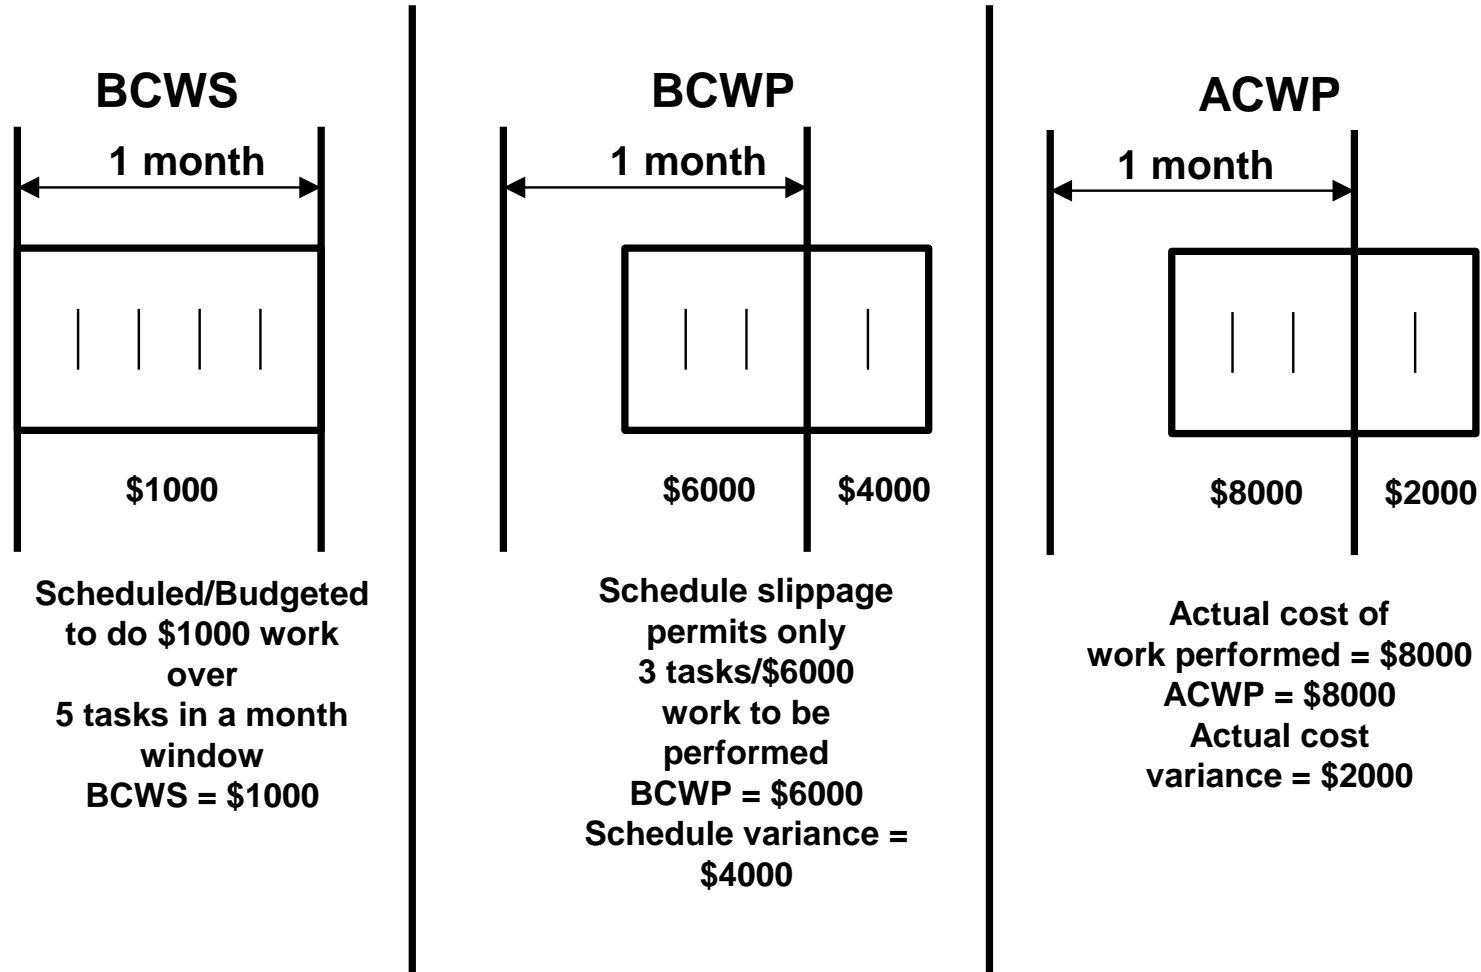 BCWS
1 month
$1000
Scheduled/Budgeted
to do $1000 work
over
5 tasks in a month
window
BCWS = $1000
BCWP
1 month
$6000
$4000
Schedule slippage
permits only
3 tasks/$6000
work to be
performed
BCWP = $6000
Schedule variance =
$4000
ACWP
1 month
$8000
$2000
Actual cost of
work performed = $8000
ACWP = $8000
Actual cost
variance = $2000